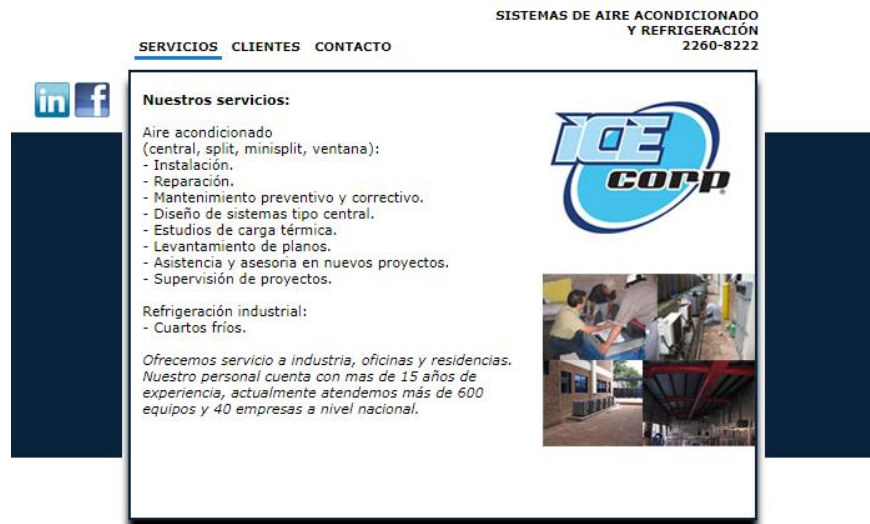 SISTEMAS DE AIRE ACONDICIONADO
Y REFRIGERACIÓN
2260-8222
SERVICIOS CLIENTES CONTACTO
in f
Nuestros servicios:
Aire acondicionado
(central, split, minisplit, ventana):
- Instalación.
- Reparación.
- Mantenimiento preventivo y correctivo.
- Diseño de sistemas tipo central.
- Estudios de carga térmica.
- Levantamiento de planos.
- Asistencia y asesoria en nuevos proyectos.
- Supervisión de proyectos.
Refrigeración industrial:
- Cuartos fríos.
Ofrecemos servicio a industria, oficinas y residencias.
Nuestro personal cuenta con mas de 15 años de
experiencia, actualmente atendemos más de 600
equipos y 40 empresas a nivel nacional.
iCE
corp